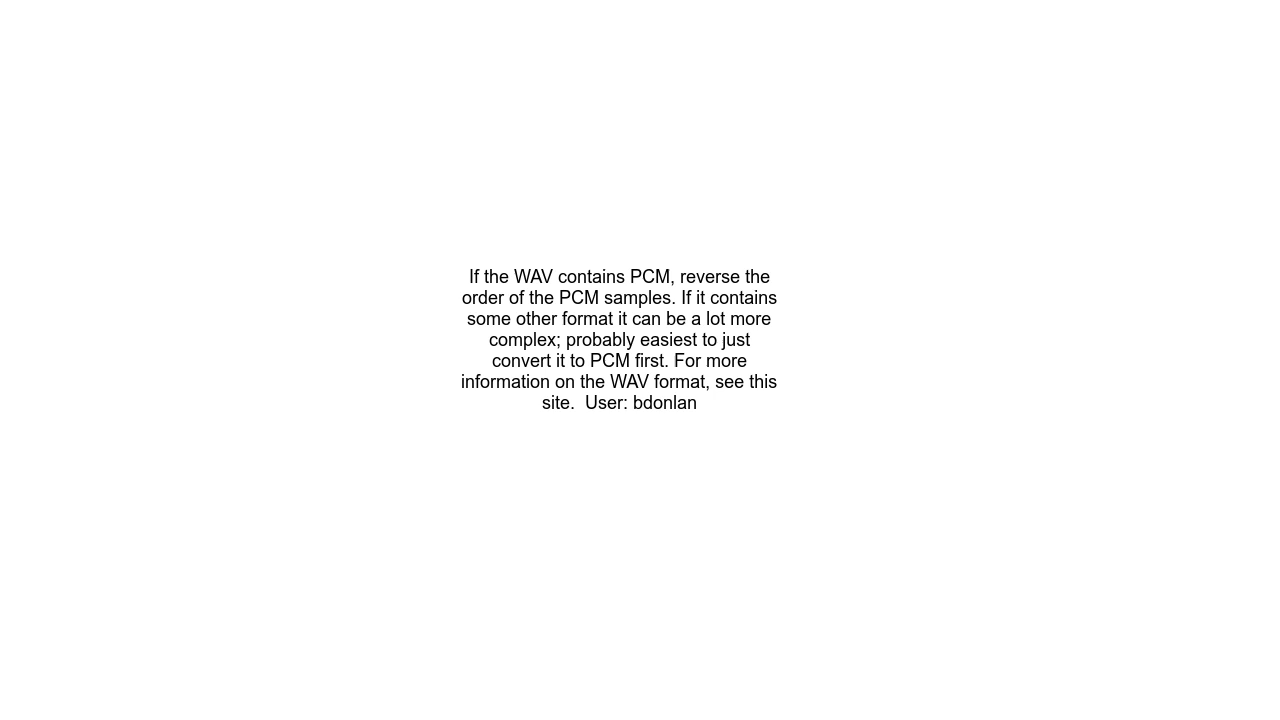 If the WAV contains PCM, reverse the
order of the PCM samples. If it contains
some other format it can be a lot more
complex; probably easiest to just
convert it to PCM first. For more
information on the WAV format, see this
site.  User: bdonlan